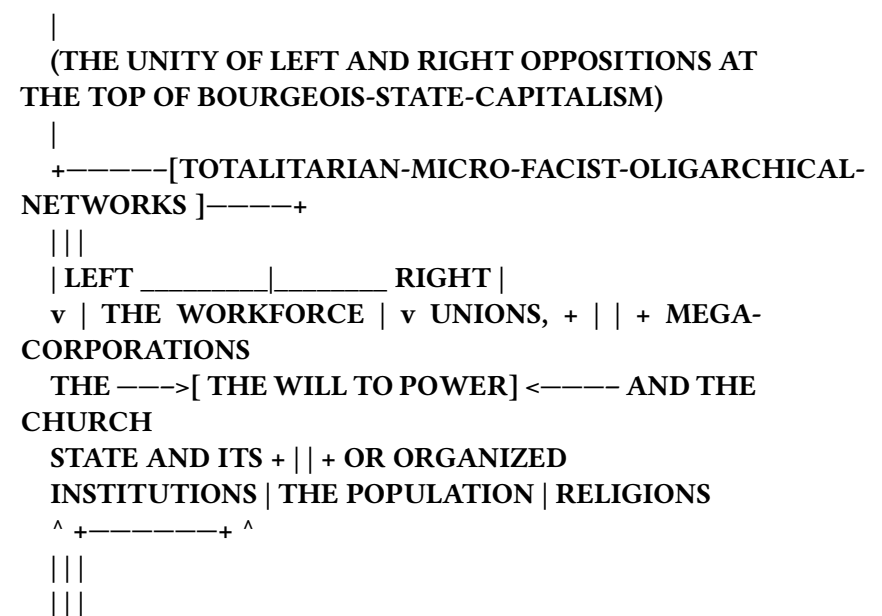 |
(THE UNITY OF LEFT AND RIGHT OPPOSITIONS AT
THE TOP OF BOURGEOIS-STATE-CAPITALISM)
|
+————–[TOTALITARIAN-MICRO-FACIST-OLIGARCHICAL-
NETWORKS ]————+
| | |
| LEFT _________|________ RIGHT |
v | THE WORKFORCE | v UNIONS, + | | + MEGA-
CORPORATIONS
THE ——–>[ THE WILL TO POWER] <———– AND THE
CHURCH
STATE AND ITS + | | + OR ORGANIZED
INSTITUTIONS | THE POPULATION | RELIGIONS
^ +——————+ ^
| | |
| | |